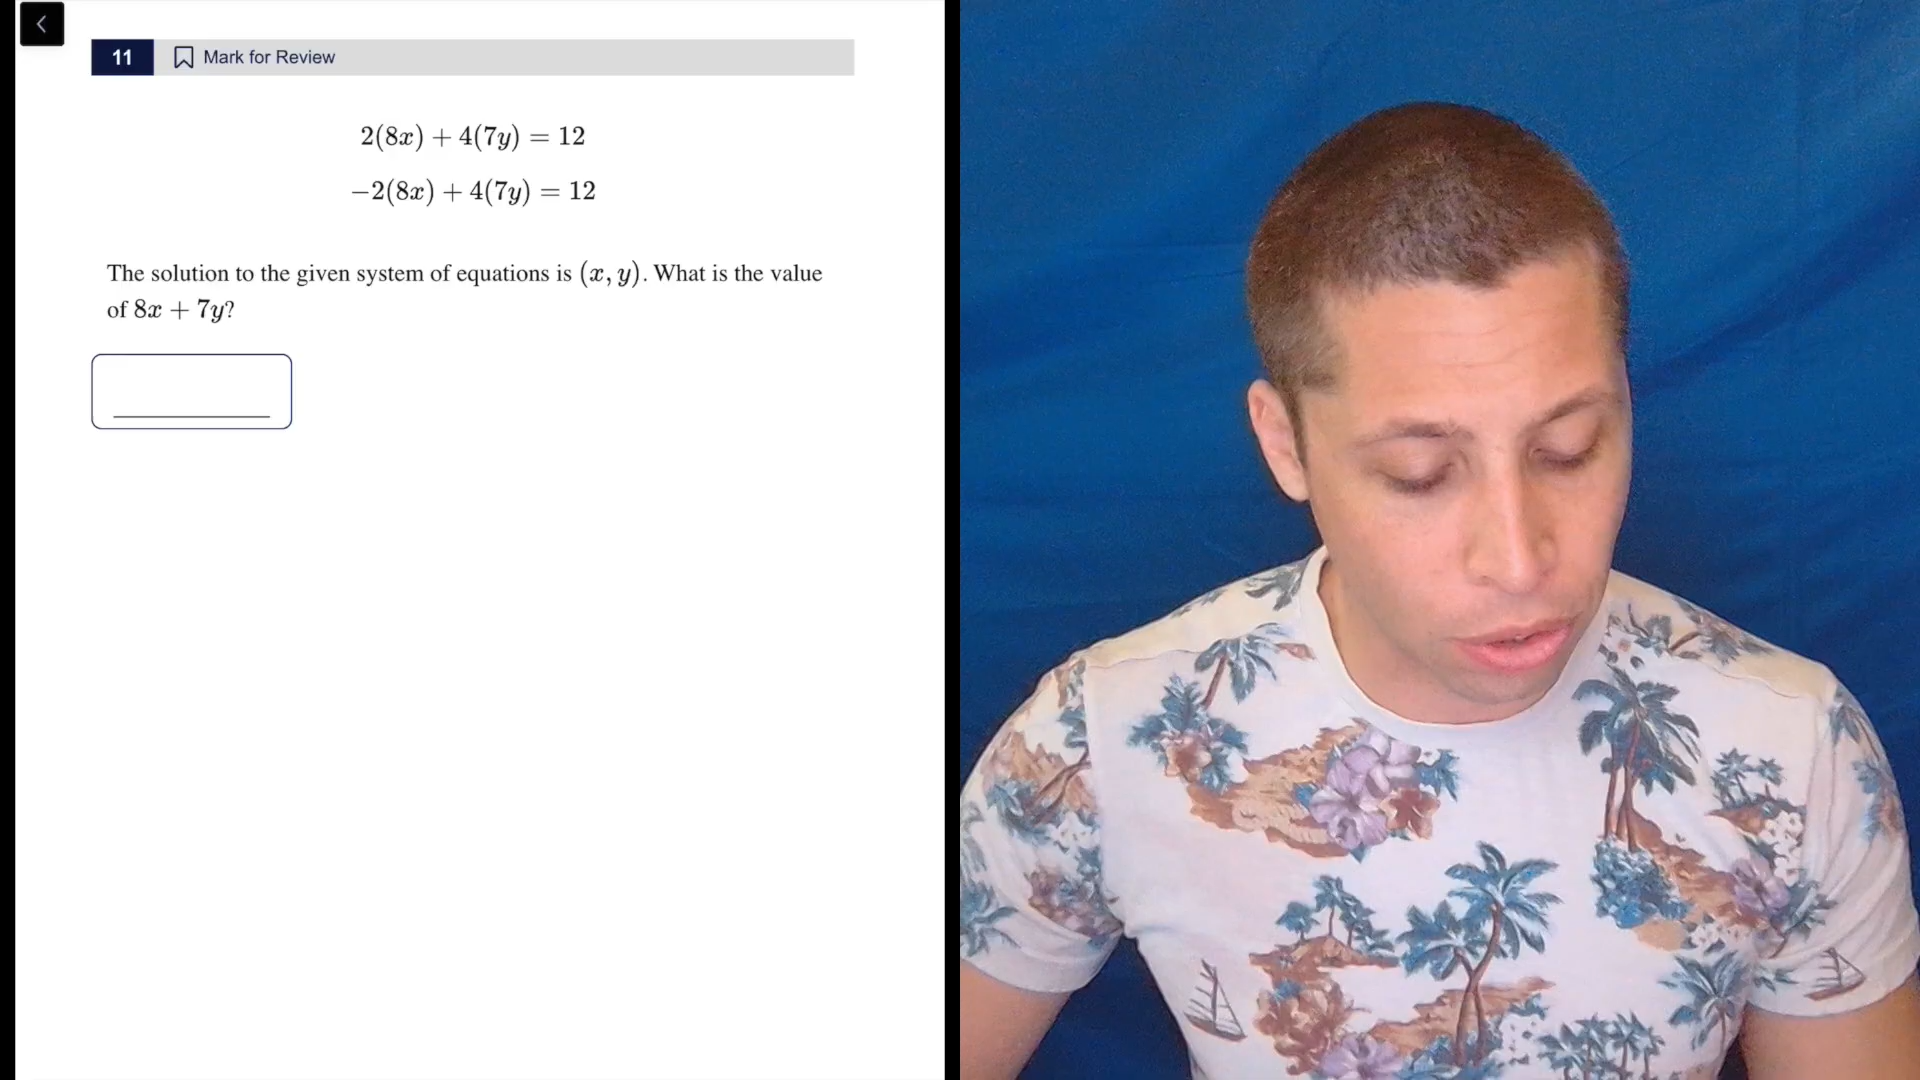 11 Mark for Review
2(8x) + 4(7y) = 12
−2(8x) + 4(7y) = 12
The solution to the given system of equations is (x, y). What is the value
of 8x + 7y?